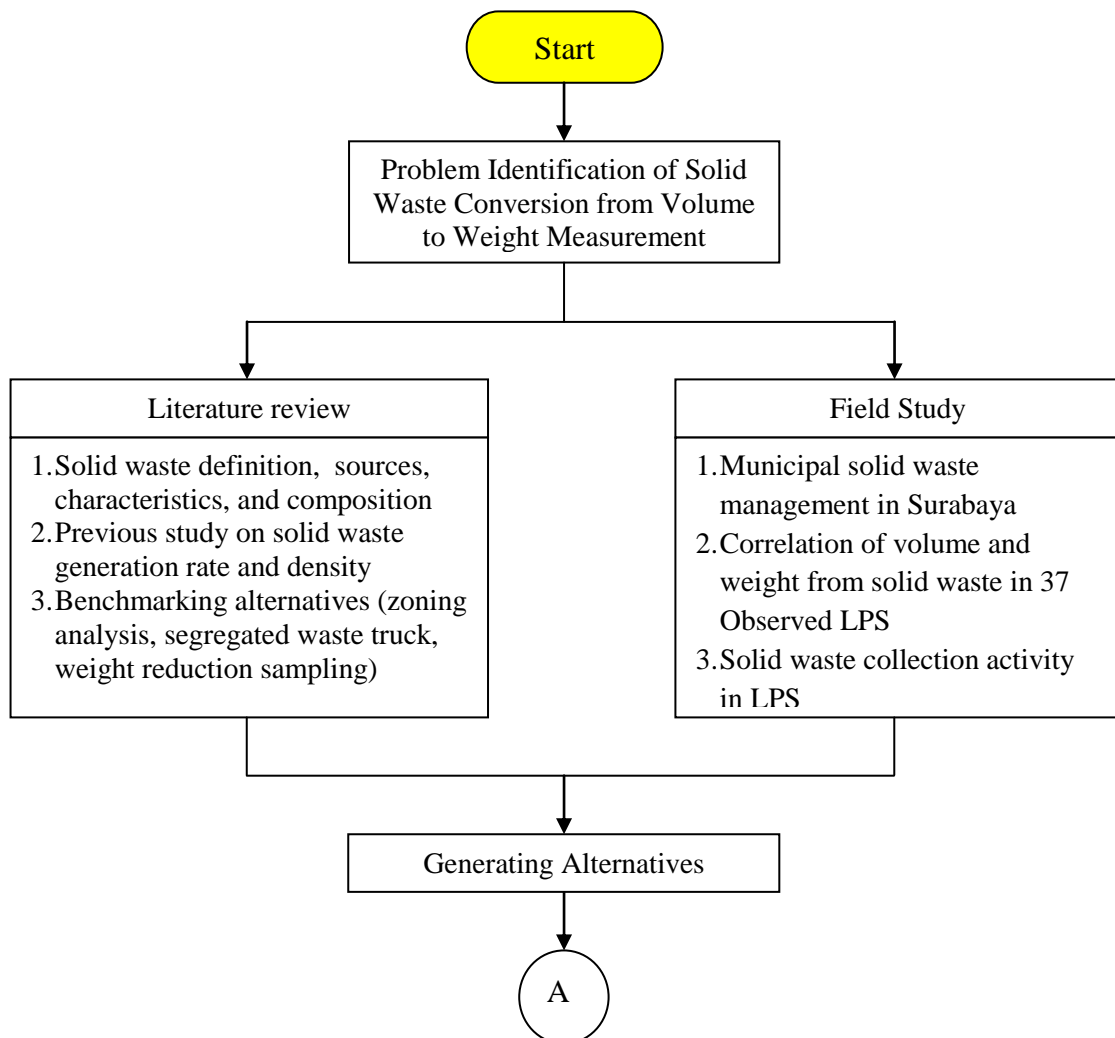 Start
Problem Identification of Solid
Waste Conversion from Volume
to Weight Measurement
Literature review
1.Solid waste definition,  sources,
characteristics, and composition
2.Previous study on solid waste
generation rate and density
3.Benchmarking alternatives (zoning
analysis, segregated waste truck,
weight reduction sampling)
Field Study
1.Municipal solid waste
management in Surabaya
2.Correlation of volume and
weight from solid waste in 37
Observed LPS
3.Solid waste collection activity
in LPS
Generating Alternatives
A